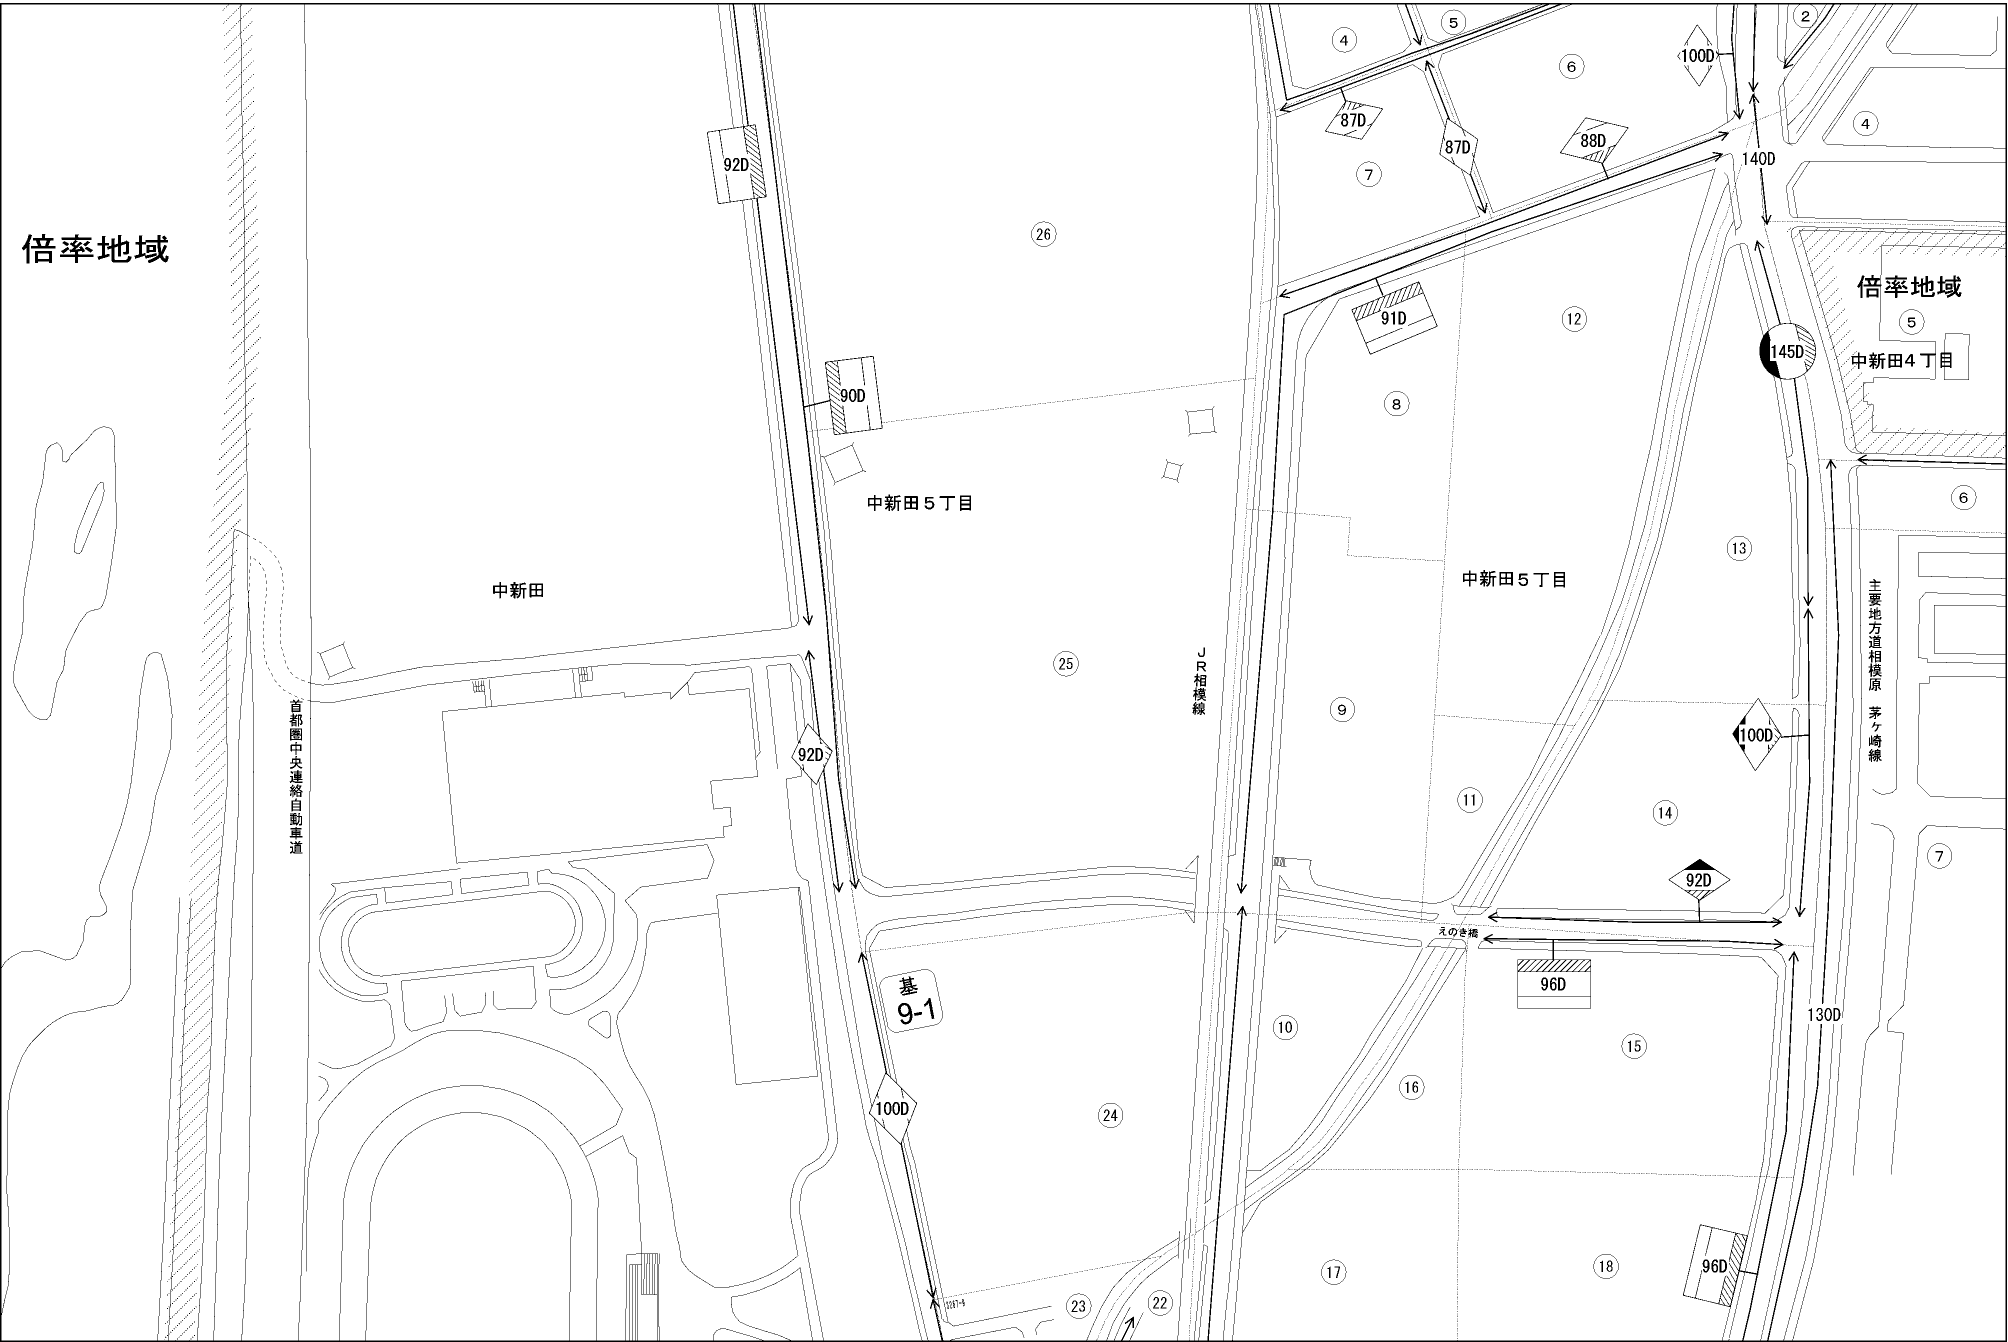 ④
⑤
②
100D
⑥
87D
88D
87D
④
92D
⑦
140D
26
倍率地域
倍率地域
91D
12
⑤
145D
中新田4丁目
90D
⑧
中新田5丁目
⑥
13
中新田5丁目
中新田
主要地方道相模原 茅ヶ崎線
JR相模線
25
⑨
首都圏中央連絡自動車道
100D
92D
11
14
⑦
92D
えのき橋
96D
基
9-1
130D
10
15
16
100D
24
96D
17
18
23
22